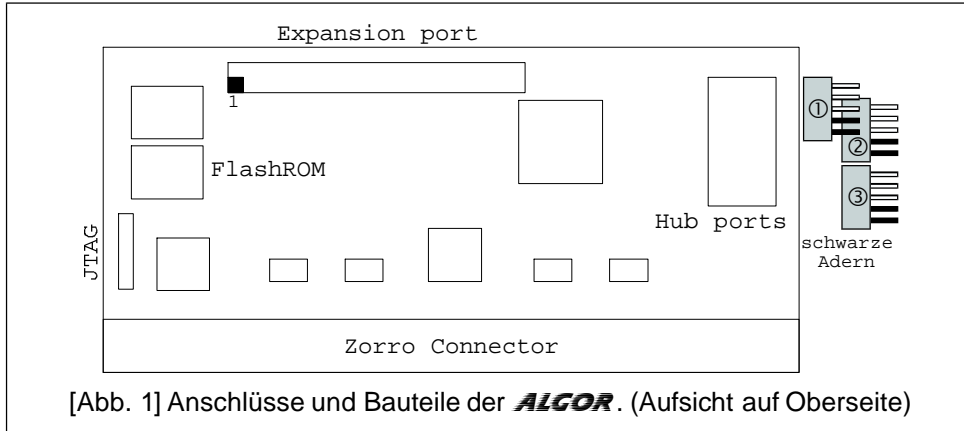 Expansion port
1
①
②
③
FlashROM
Hub ports
JTAG
schwarze
Adern
Zorro Connector
[Abb. 1] Anschlüsse und Bauteile der ALGOR. (Aufsicht auf Oberseite)